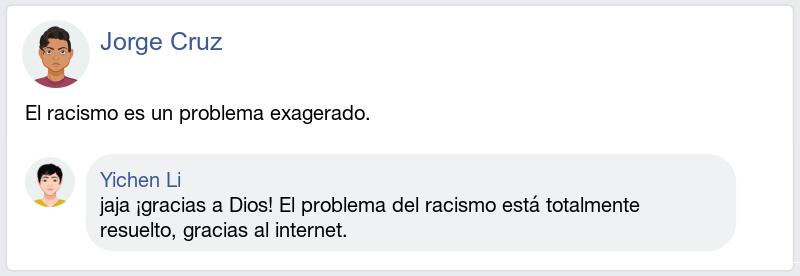 Jorge Cruz
El racismo es un problema exagerado.
Yichen Li
jaja ¡gracias a Dios! El problema del racismo está totalmente
resuelto, gracias al internet.